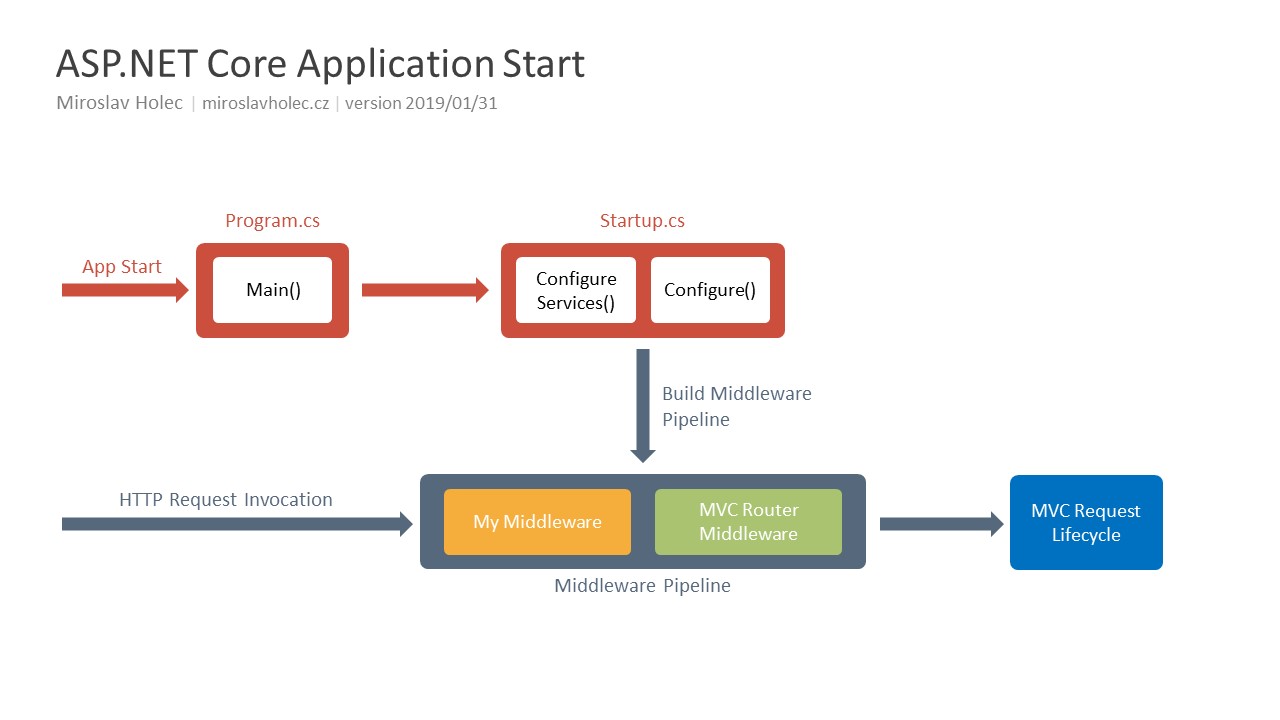 ASP.NET Core Application Start
Miroslav Holec | miroslavholec.cz | version 2019/01/31
Program.cs
Startup.cs
App Start
Main()
Configure
Services()
Configure()
Build Middleware
Pipeline
HTTP Request Invocation
My Middleware
MVC Router
Middleware
MVC Request
Lifecycle
Middleware Pipeline